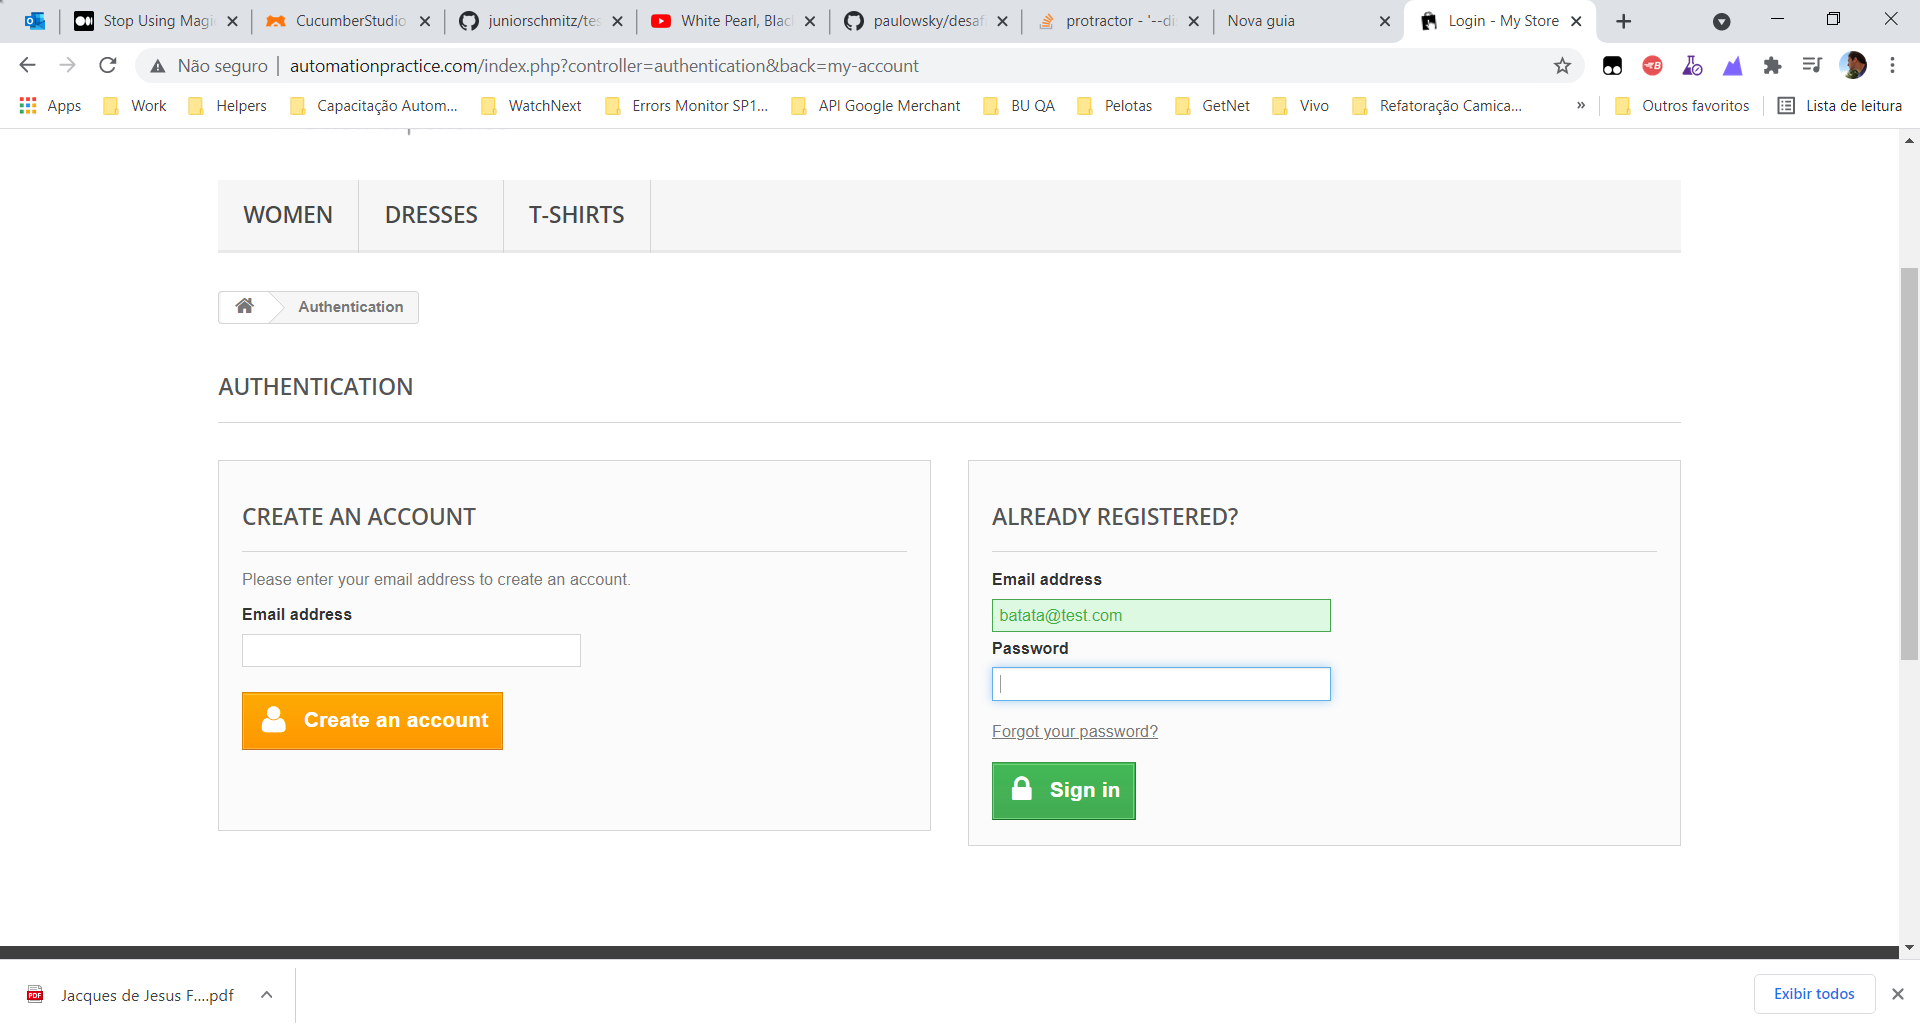 Stop Using Magi
CucumberStudio
juniorschmitz/tes
White Pearl, Blac
paulowsky/desaf
protractor - '--di
Nova guia
Login - My Store
Não seguro
automationpractice.com/index.php?controller=authentication&back=my-account
Apps
Work
Helpers
Capacitação Autom...
WatchNext
Errors Monitor SP1...
API Google Merchant
BU QA
Pelotas
GetNet
Vivo
Refatoração Camica...
»
Outros favoritos
Lista de leitura
WOMEN
DRESSES
T-SHIRTS
Authentication
AUTHENTICATION
CREATE AN ACCOUNT
Please enter your email address to create an account.
Email address
Create an account
ALREADY REGISTERED?
Email address
batata@test.com
Password
Forgot your password?
Sign in
PDF
Jacques de Jesus F....pdf
Exibir todos